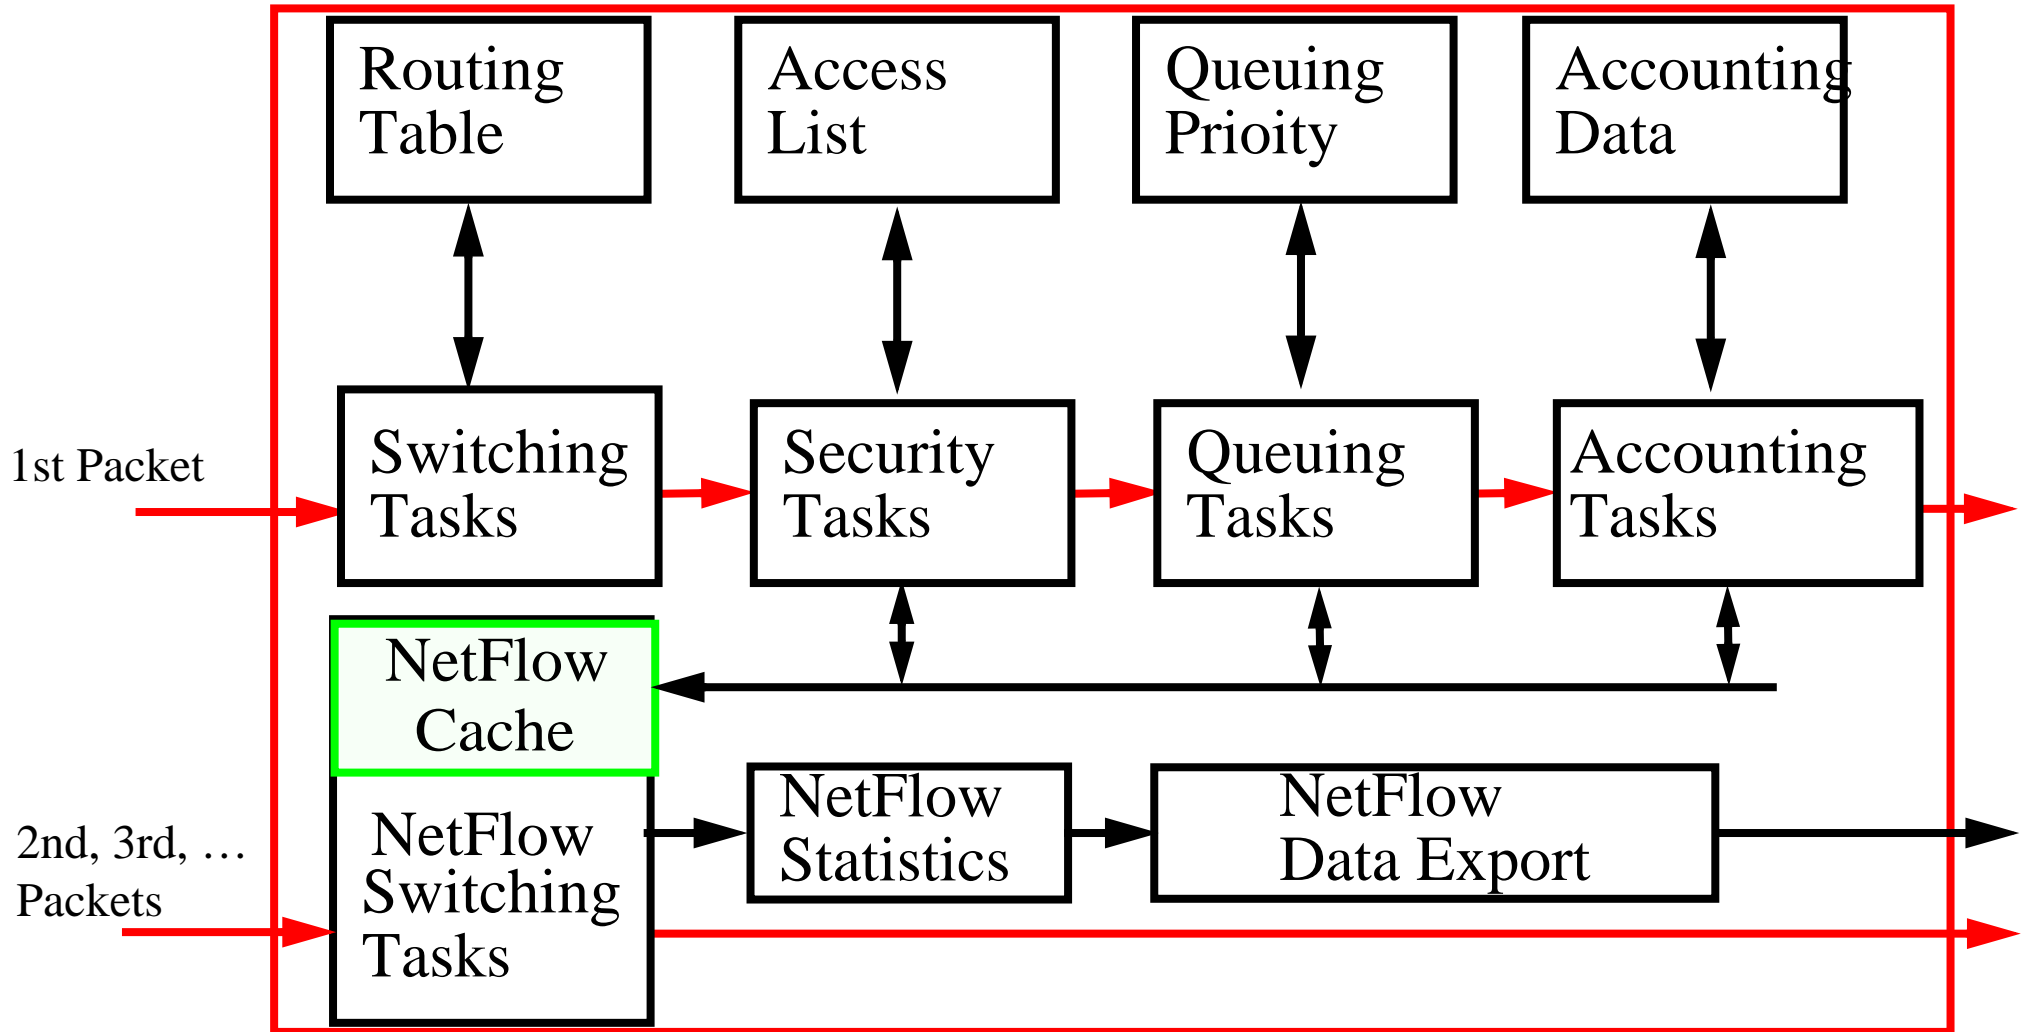 Routing
Table
Access
List
Queuing
Prioity
Accounting
Data
1st Packet
Switching
Tasks
Security
Tasks
Queuing
Tasks
Accounting
Tasks
NetFlow
Cache
2nd, 3rd, …
Packets
NetFlow
Switching
Tasks
NetFlow
Statistics
NetFlow
Data Export